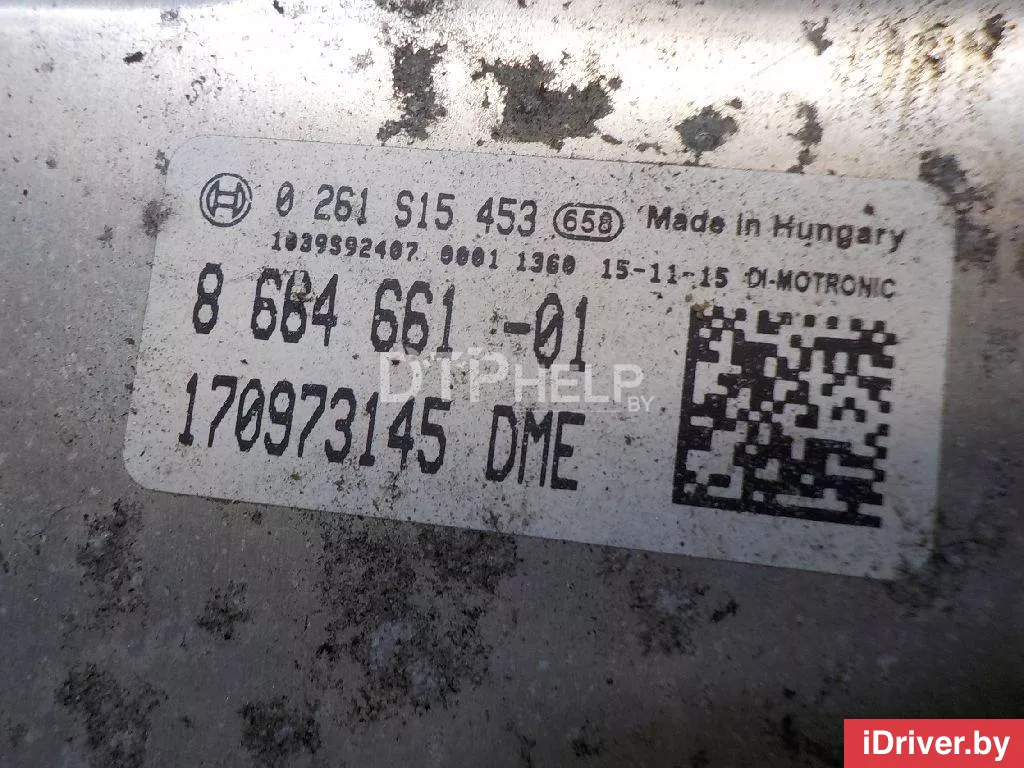 0 261 S15 453 658 Made in Hungary
1039S92407 0001 1360 15-11-15 DI-MOTRONIC
8 684 661 -01
170973145 DME
DTPHELP
BY
iDriver.by